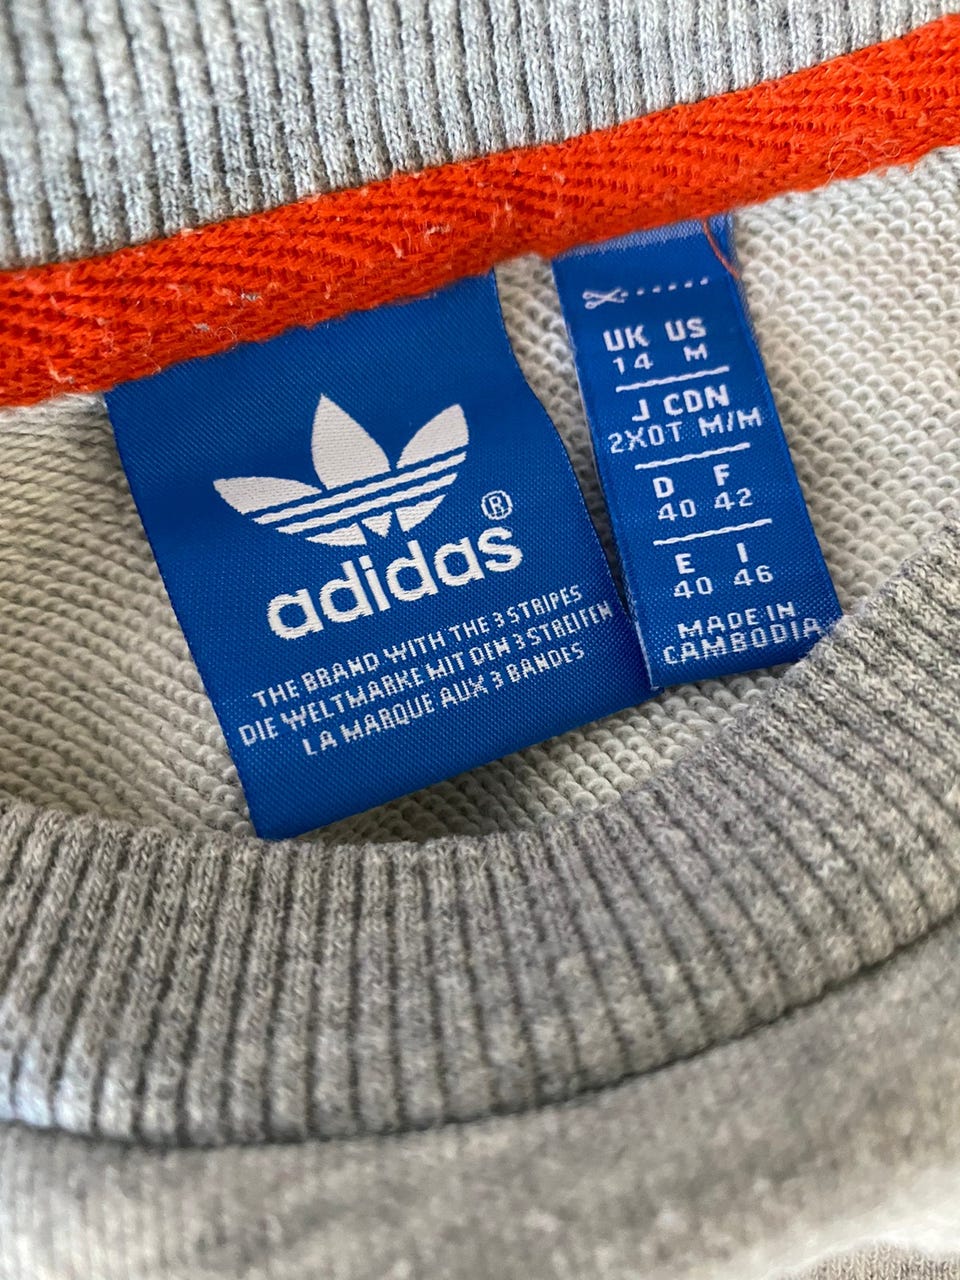 adidas®
THE BRAND WITH THE 3 STRIPES
DIE WELTMARKE MIT DEN 3 STREIFEN
LA MARQUE AUX 3 BANDES
UK US
14 M
J CDN
2XOT M/M
D F
40 42
E I
40 46
MADE IN
CAMBODIA